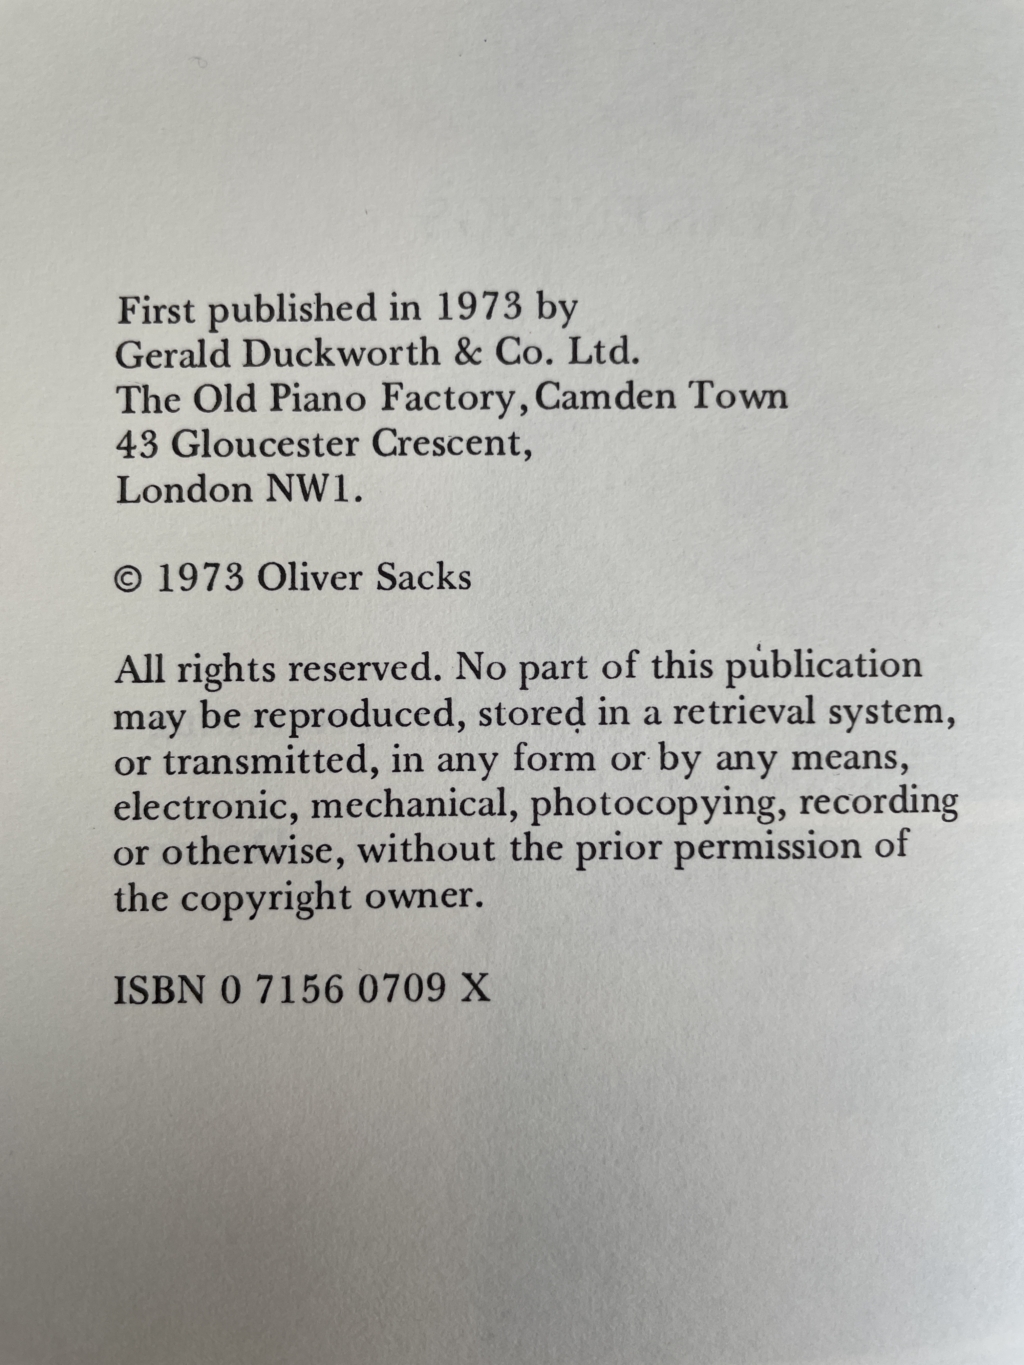 First published in 1973 by
Gerald Duckworth & Co. Ltd.
The Old Piano Factory, Camden Town
43 Gloucester Crescent,
London NW1.
© 1973 Oliver Sacks
All rights reserved. No part of this publication
may be reproduced, stored in a retrieval system,
or transmitted, in any form or by any means,
electronic, mechanical, photocopying, recording
or otherwise, without the prior permission of
the copyright owner.
ISBN 0 7156 0709 X